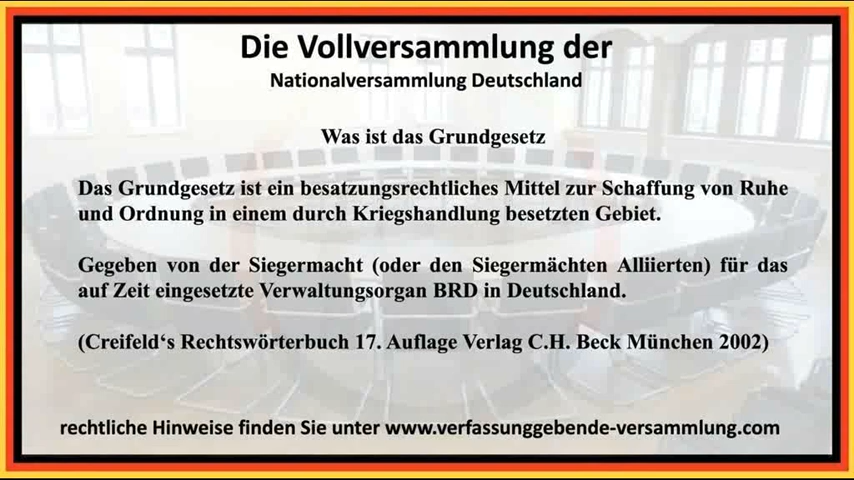 Die Vollversammlung der
Nationalversammlung Deutschland
Was ist das Grundgesetz
Das Grundgesetz ist ein besatzungsrechtliches Mittel zur Schaffung von Ruhe
und Ordnung in einem durch Kriegshandlung besetzten Gebiet.
Gegeben von der Siegermacht (oder den Siegermächten Alliierten) für das
auf Zeit eingesetzte Verwaltungsorgan BRD in Deutschland.
(Creifeld‘s Rechtswörterbuch 17. Auflage Verlag C.H. Beck München 2002)
rechtliche Hinweise finden Sie unter www.verfassunggebende-versammlung.com